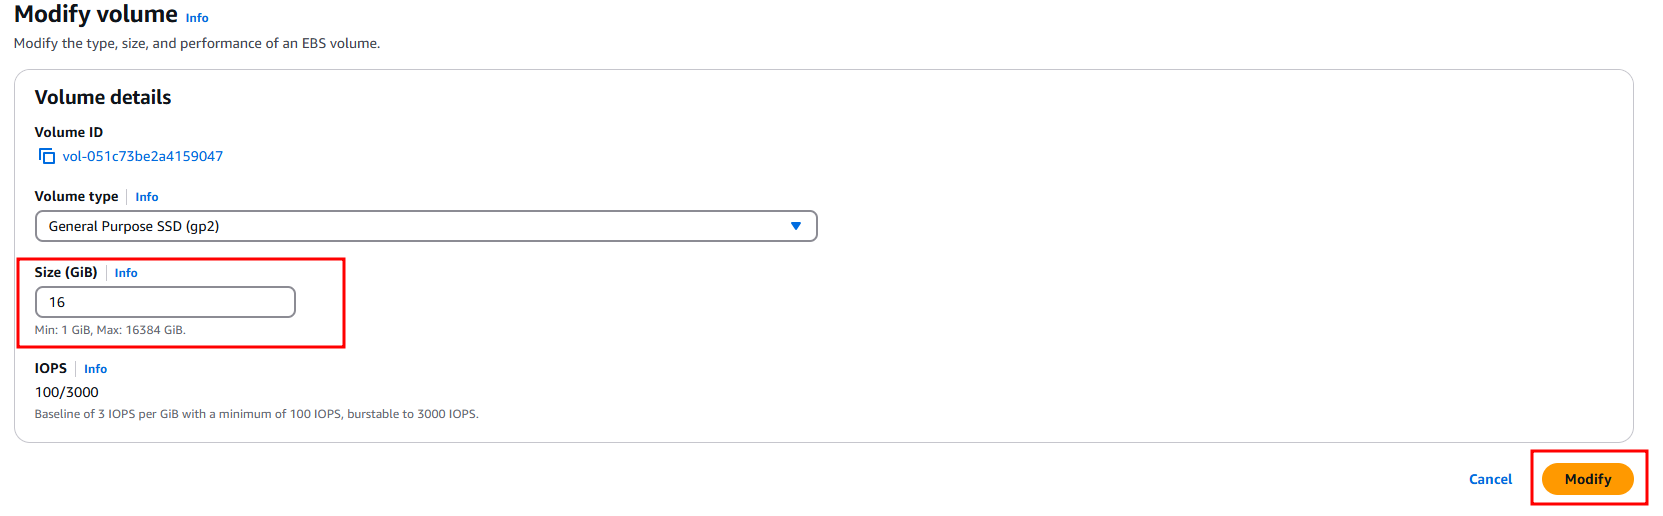 Modify volume Info
Modify the type, size, and performance of an EBS volume.
Volume details
Volume ID
vol-051c73be2a4159047
Volume type Info
General Purpose SSD (gp2)
Size (GiB) Info
16
Min: 1 GiB, Max: 16384 GiB.
IOPS Info
100/3000
Baseline of 3 IOPS per GiB with a minimum of 100 IOPS, burstable to 3000 IOPS.
Cancel Modify